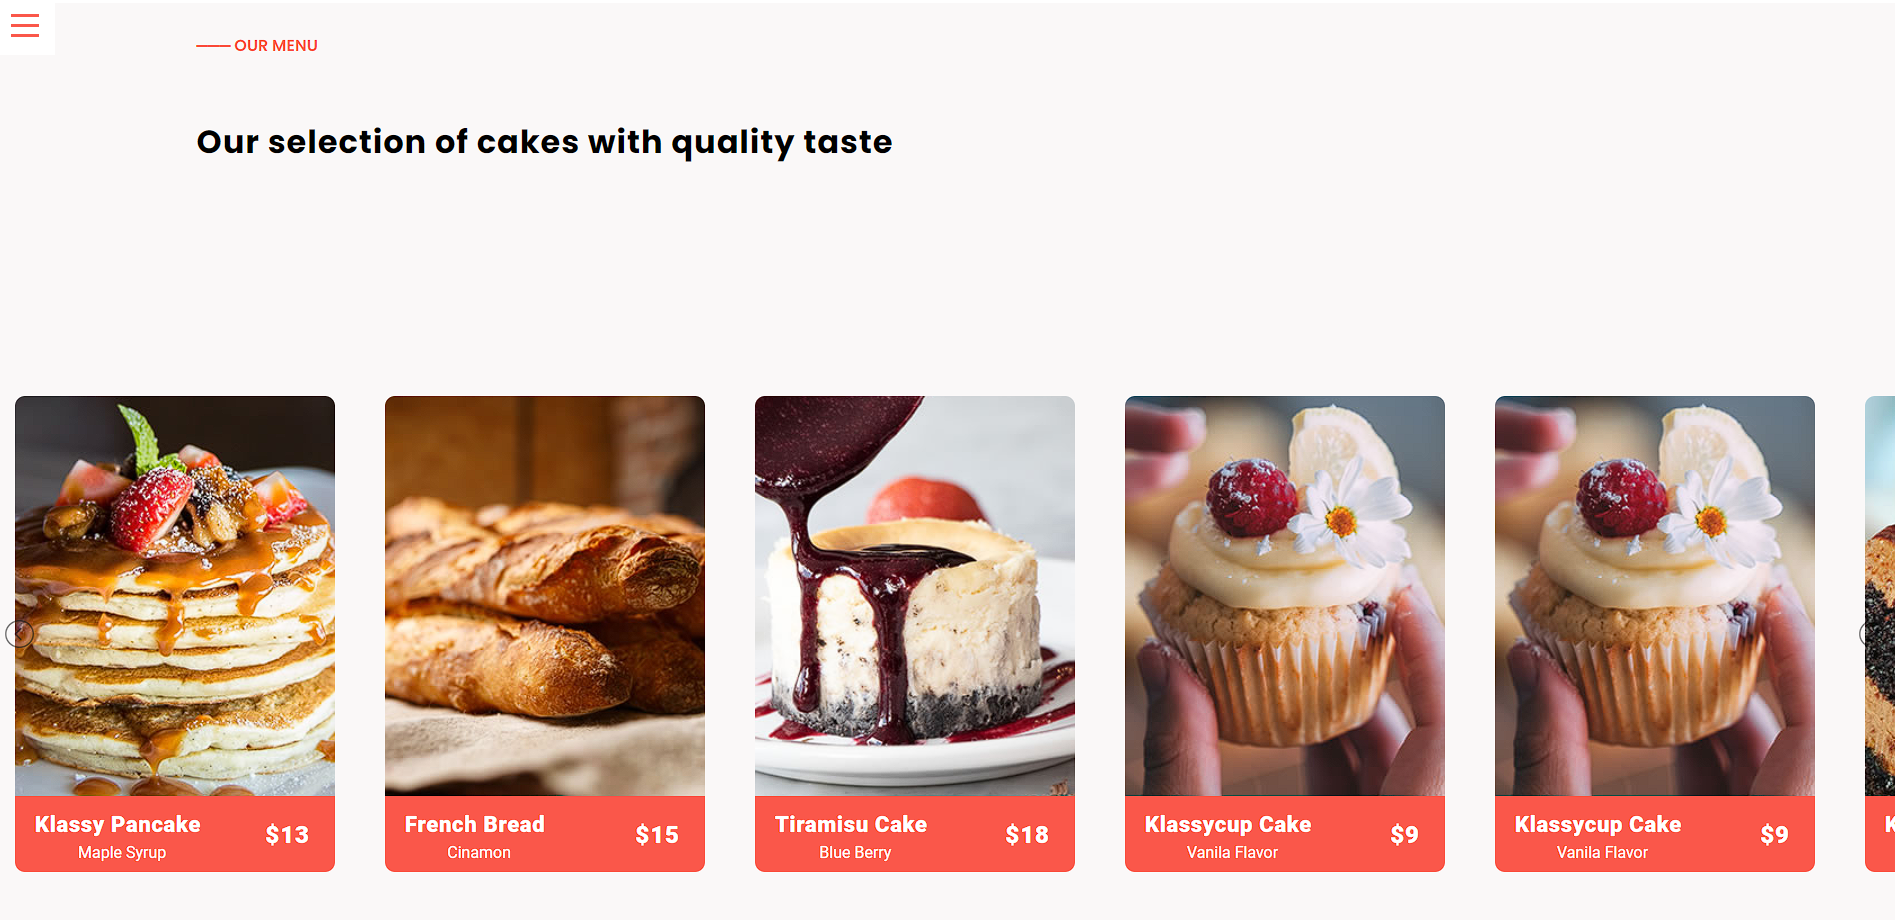 OUR MENU
Our selection of cakes with quality taste
Klassy Pancake
Maple Syrup
$13
French Bread
Cinamon
$15
Tiramisu Cake
Blue Berry
$18
Klassycup Cake
Vanila Flavor
$9
Klassycup Cake
Vanila Flavor
$9